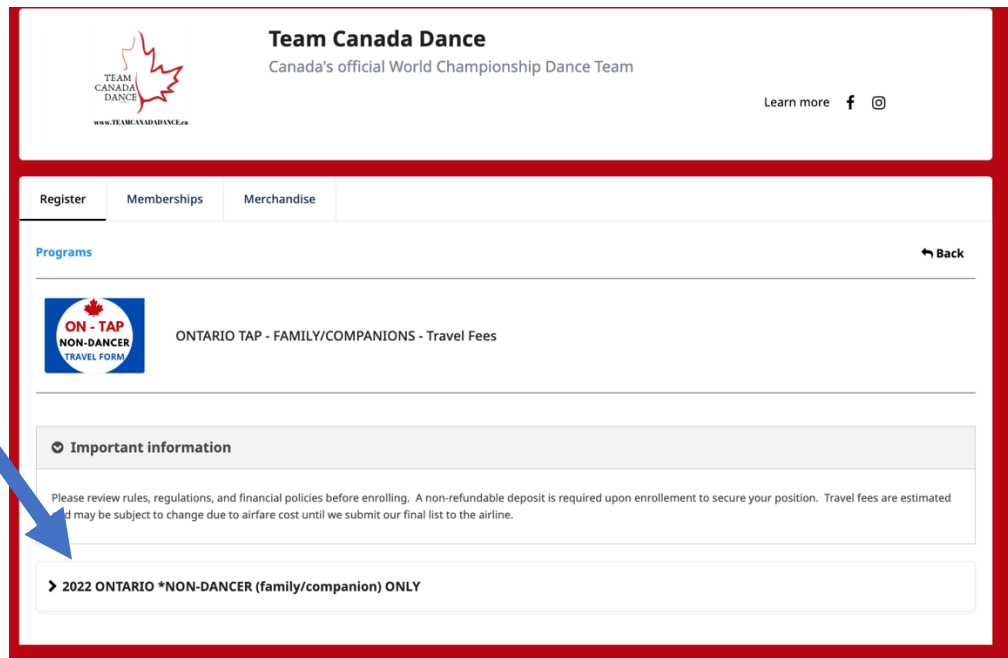 Team Canada Dance
Canada's official World Championship Dance Team
TEAM
CANADA
DANCE
www.TEAMCANADADANCE.ca
Learn more
Register Memberships Merchandise
Programs Back
ON - TAP
NON-DANCER
TRAVEL FORM
ONTARIO TAP - FAMILY/COMPANIONS - Travel Fees
Important information
Please review rules, regulations, and financial policies before enrolling. A non-refundable deposit is required upon enrollement to secure your position. Travel fees are estimated
and may be subject to change due to airfare cost until we submit our final list to the airline.
2022 ONTARIO *NON-DANCER (family/companion) ONLY